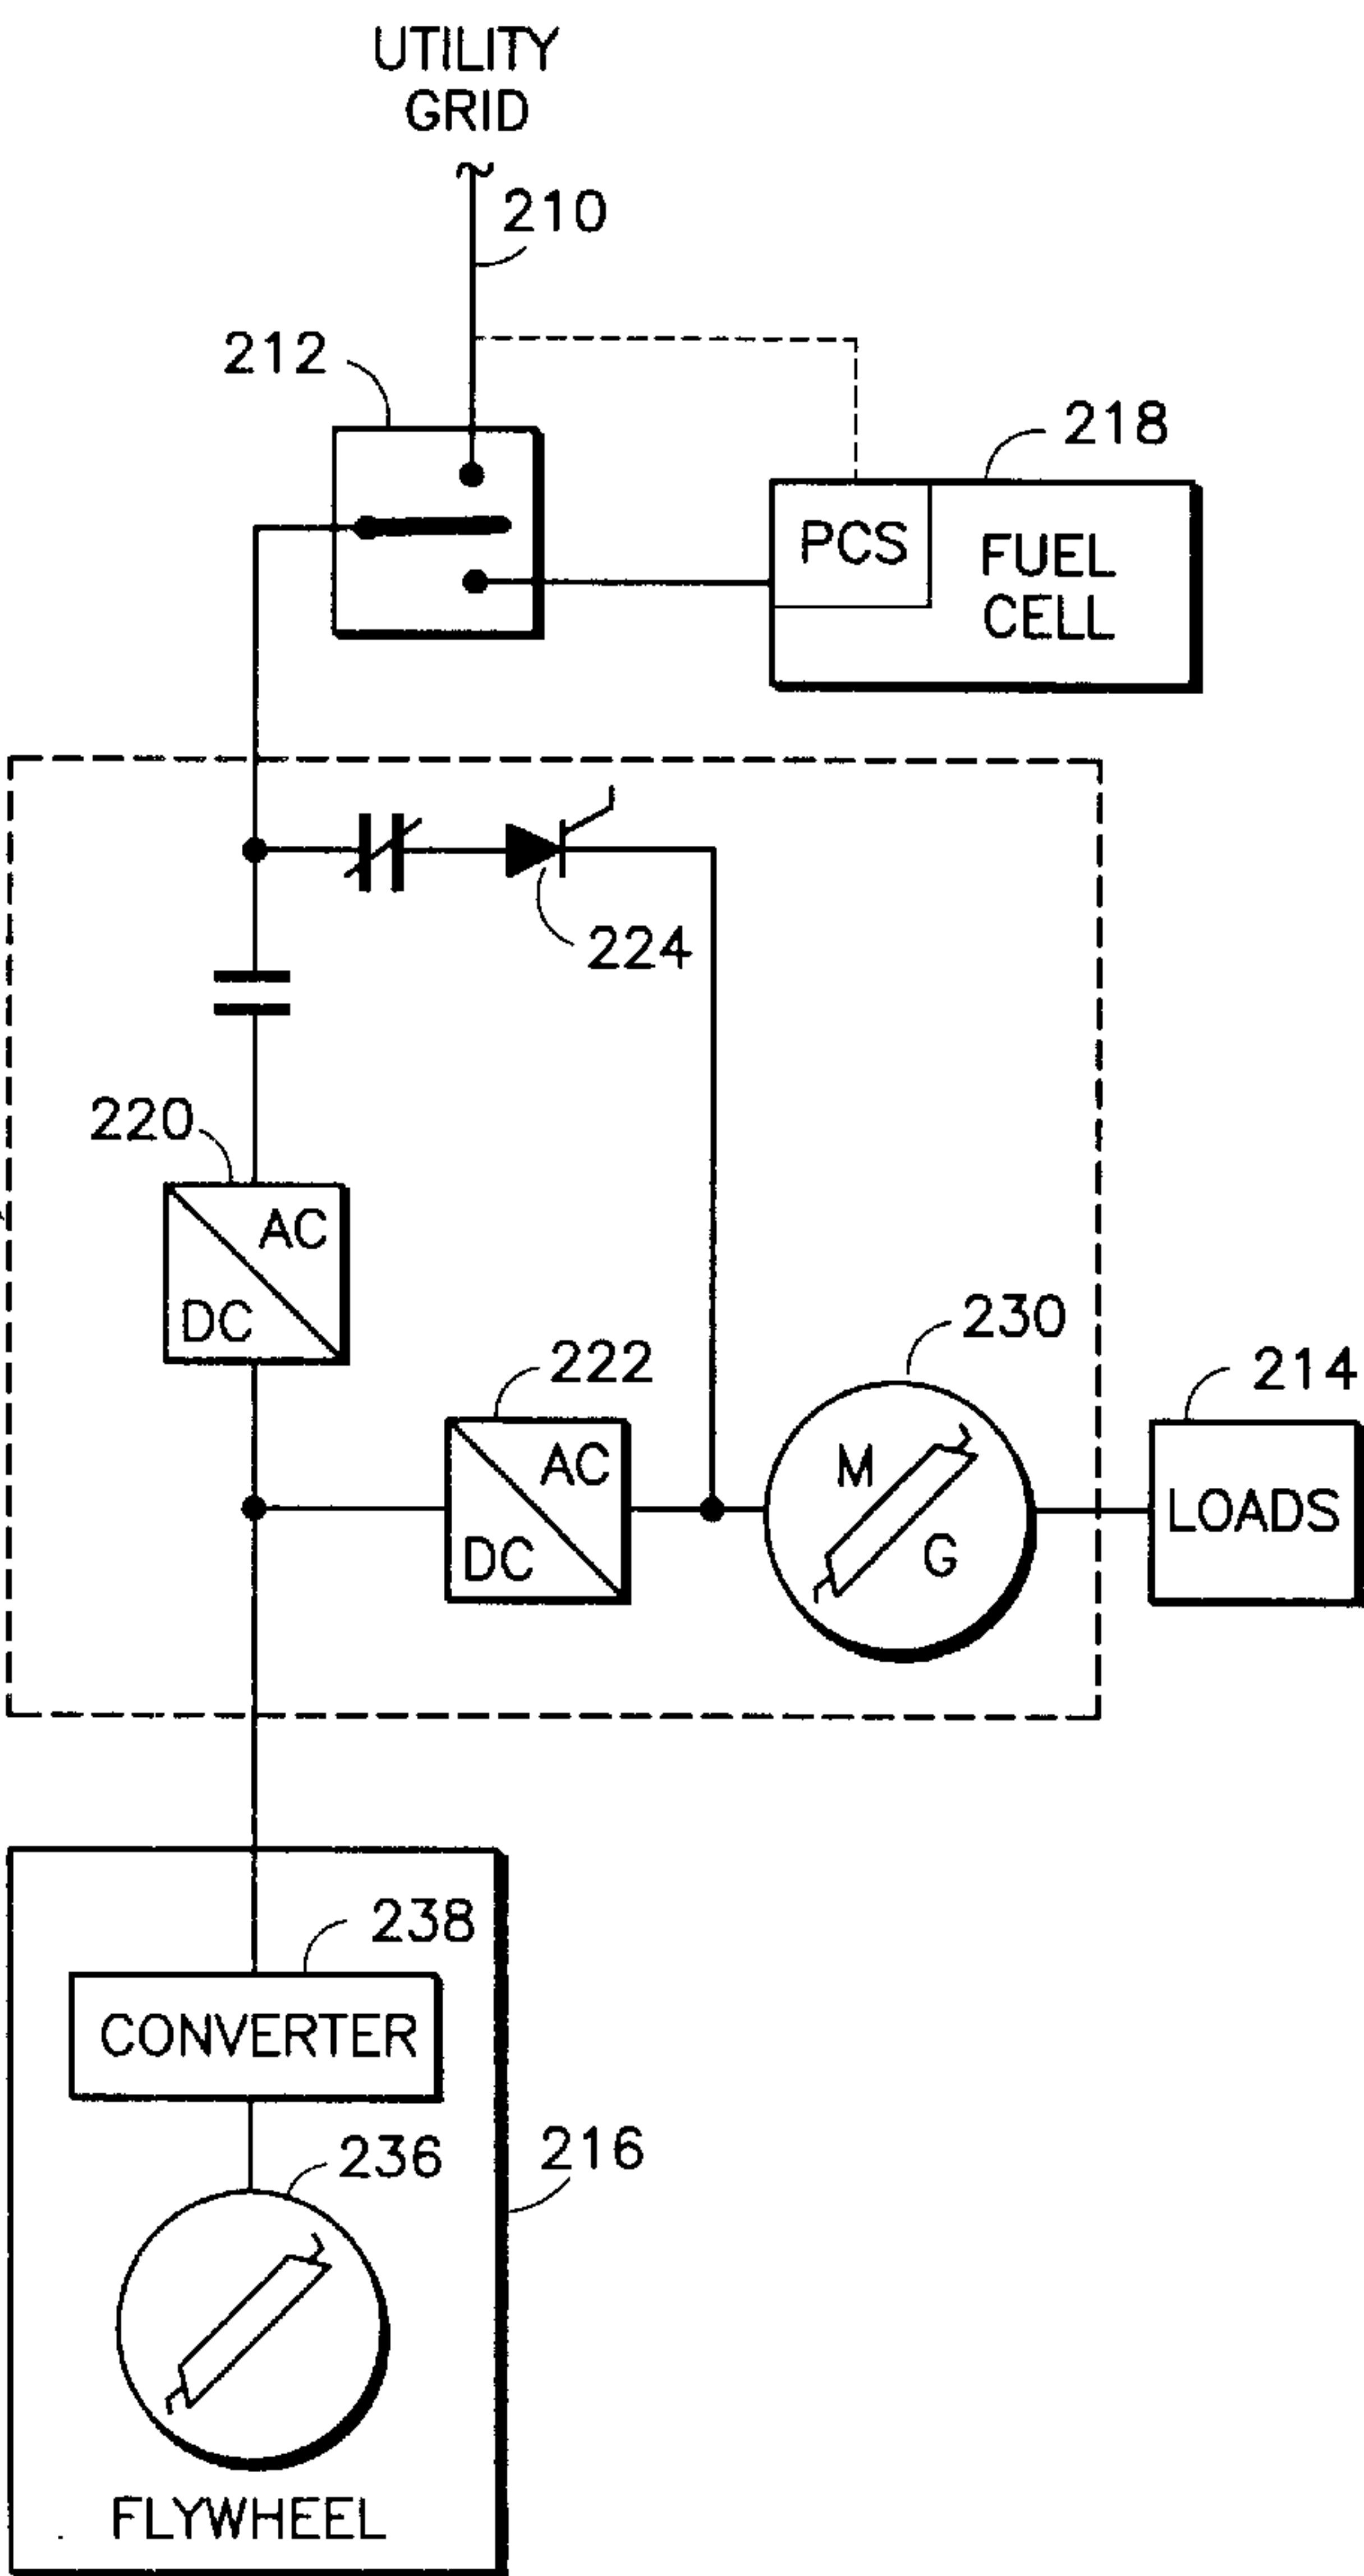 UTILITY
GRID
210
212
218
PCS
FUEL
CELL
224
220
AC
DC
222
AC
DC
230
M
G
214
LOADS
238
CONVERTER
236
216
FLYWHEEL